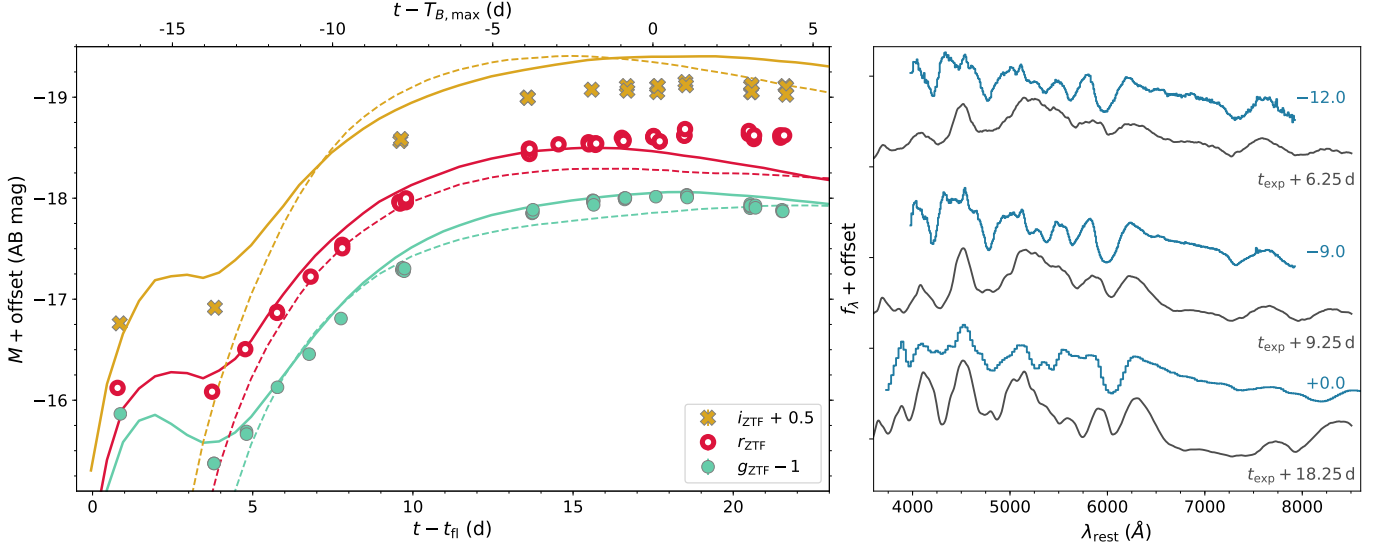 t − T_B,max (d)
−15 −10 −5 0 5
M + offset (AB mag)
−19
−18
−17
−16
i_ZTF + 0.5
r_ZTF
g_ZTF − 1
0 5 10 15 20
t − t_fl (d)
f_λ + offset
−12.0
t_exp + 6.25 d
−9.0
t_exp + 9.25 d
+0.0
t_exp + 18.25 d
4000 5000 6000 7000 8000
λ_rest (Å)